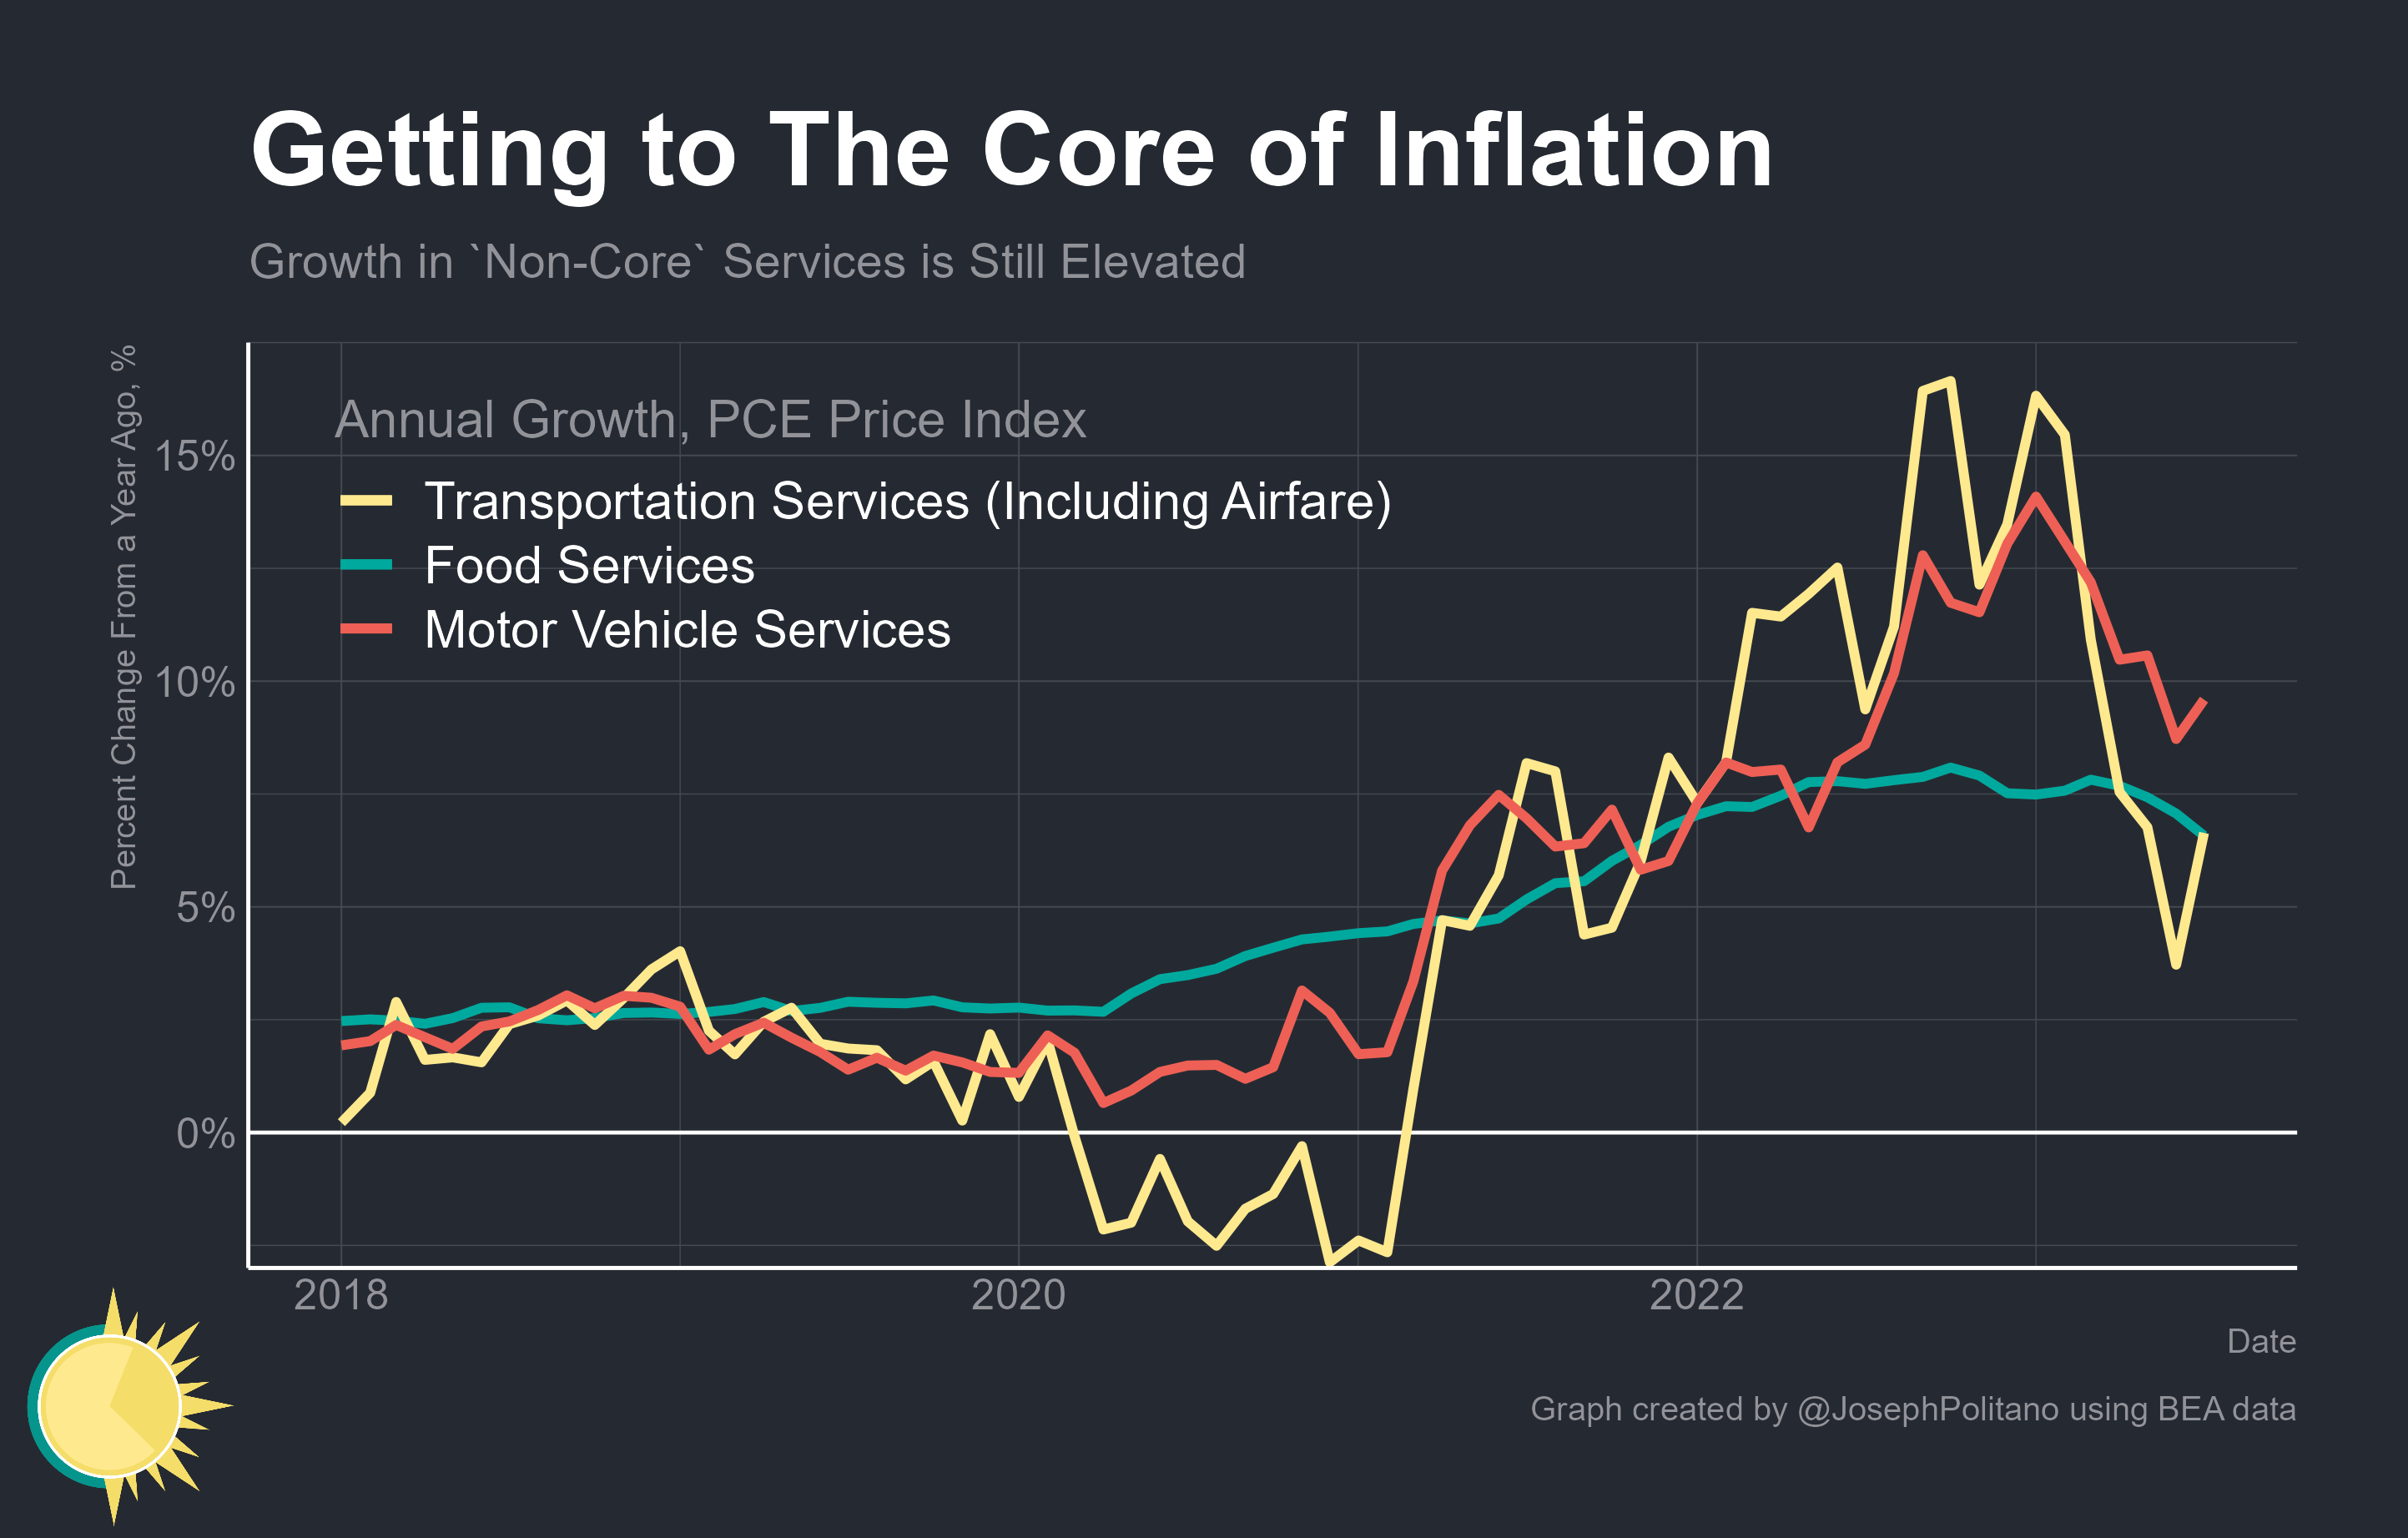 Getting to The Core of Inflation
Growth in `Non-Core` Services is Still Elevated
Percent Change From a Year Ago, %
Annual Growth, PCE Price Index
Transportation Services (Including Airfare)
Food Services
Motor Vehicle Services
15%
10%
5%
0%
2018
2020
2022
Date
Graph created by @JosephPolitano using BEA data